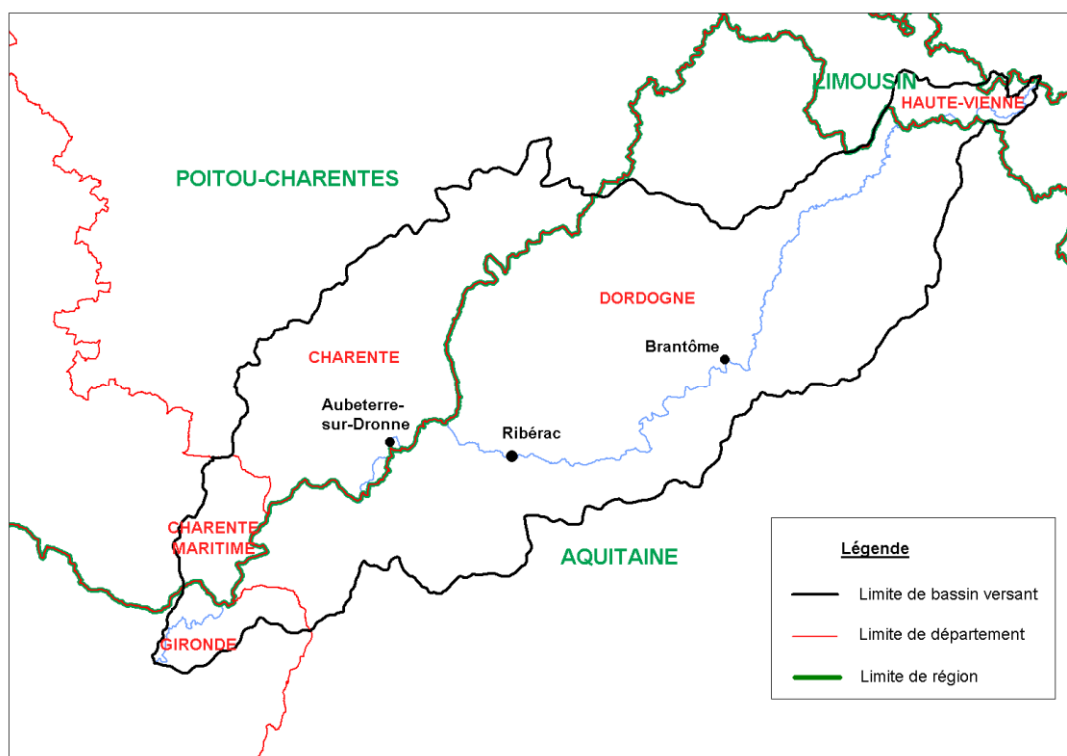 LIMOUSIN
HAUTE-VIENNE
POITOU-CHARENTES
DORDOGNE
CHARENTE
Brantôme
Aubeterre-
sur-Dronne
Ribérac
CHARENTE
MARITIME
AQUITAINE
GIRONDE
Légende
Limite de bassin versant
Limite de département
Limite de région